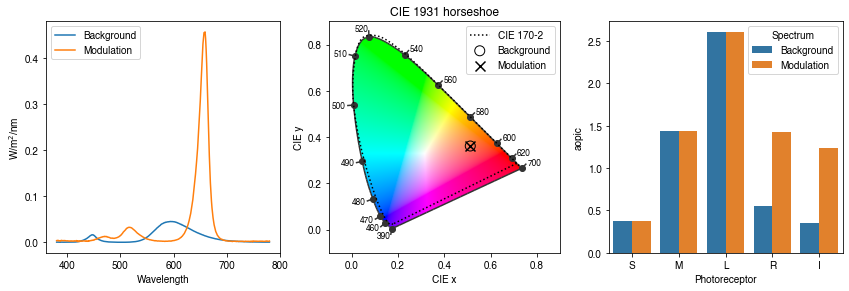 Background
Modulation
0.4
0.3
0.2
0.1
0.0
W/m²/nm
400
500
600
700
800
Wavelength
CIE 1931 horseshoe
CIE 170-2
Background
Modulation
0.8
0.6
0.4
0.2
0.0
CIE y
520
510
540
560
500
580
600
490
620
700
480
470
460
390
0.0
0.2
0.4
0.6
0.8
CIE x
Spectrum
Background
Modulation
2.5
2.0
1.5
1.0
0.5
0.0
aopic
S
M
L
R
I
Photoreceptor